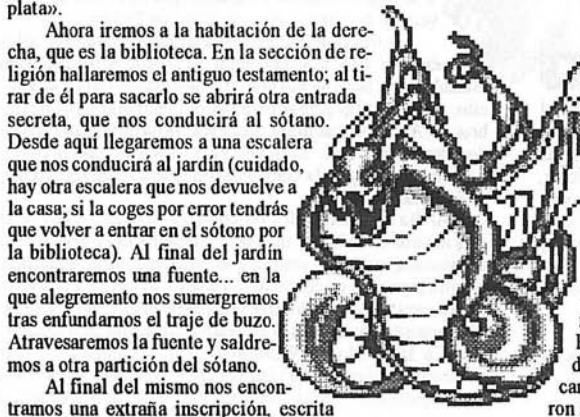 plata».
Ahora iremos a la habitación de la dere-
cha, que es la biblioteca. En la sección de re-
ligión hallaremos el antiguo testamento; al ti-
rar de él para sacarlo se abrirá otra entrada
secreta, que nos conducirá al sótano.
Desde aquí llegaremos a una escalera
que nos conducirá al jardín (cuidado,
hay otra escalera que nos devuelve a
la casa; si la coges por error tendrás
que volver a entrar en el sótono por
la biblioteca). Al final del jardín
encontraremos una fuente... en la
que alegremento nos sumergremos
tras enfundarnos el traje de buzo.
Atravesaremos la fuente y saldre-
mos a otra partición del sótano.
Al final del mismo nos encon-
tramos una extraña inscripción, escrita
can
ron